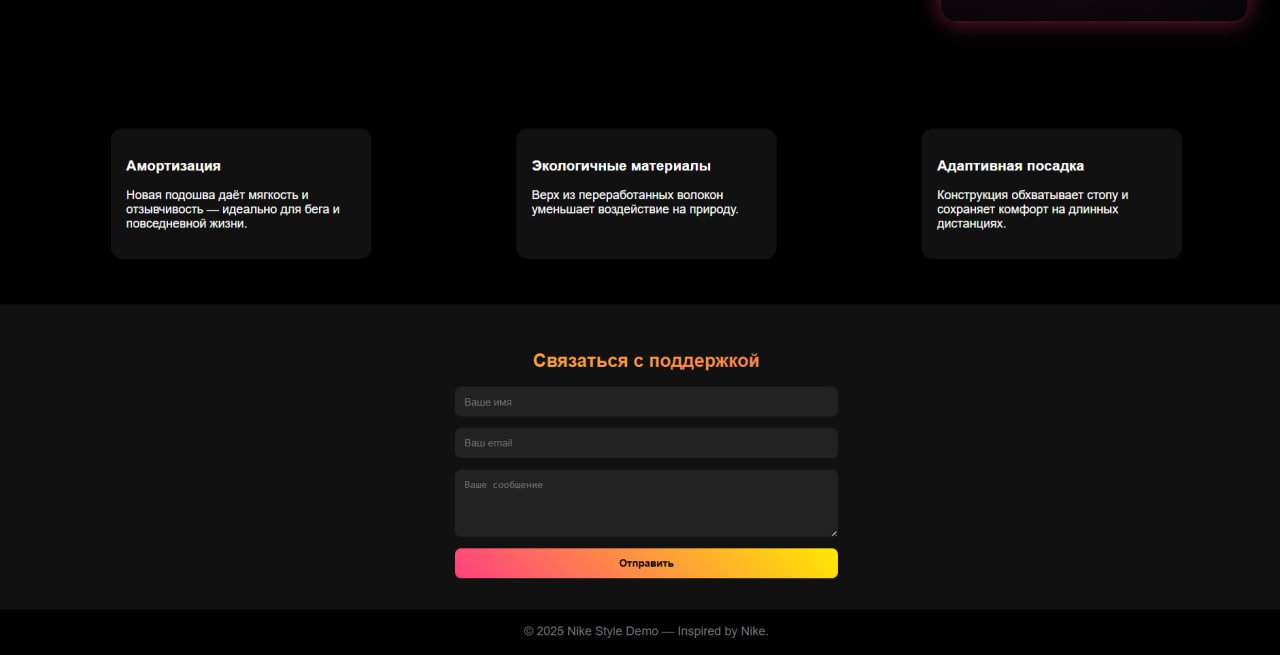 Амортизация
Новая подошва даёт мягкость и
отзывчивость — идеально для бега и
повседневной жизни.
Экологичные материалы
Верх из переработанных волокон
уменьшает воздействие на природу.
Адаптивная посадка
Конструкция обхватывает стопу и
сохраняет комфорт на длинных
дистанциях.
Связаться с поддержкой
Ваше имя
Ваш email
Ваше сообщение
Отправить
© 2025 Nike Style Demo — Inspired by Nike.